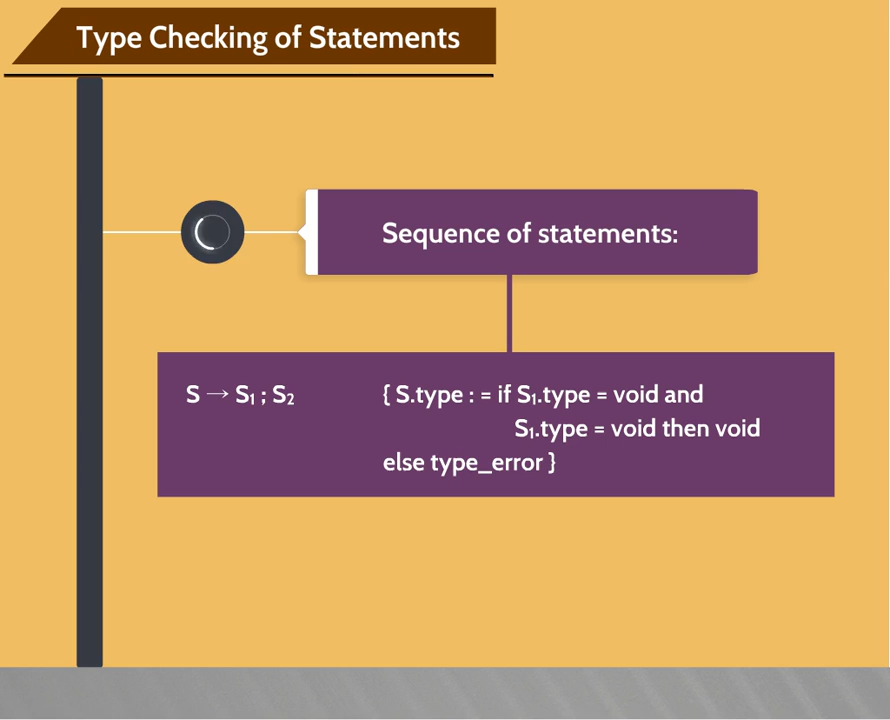 Type Checking of Statements
Sequence of statements:
S → S₁ ; S₂ { S.type : = if S₁.type = void and
S₁.type = void then void
else type_error }